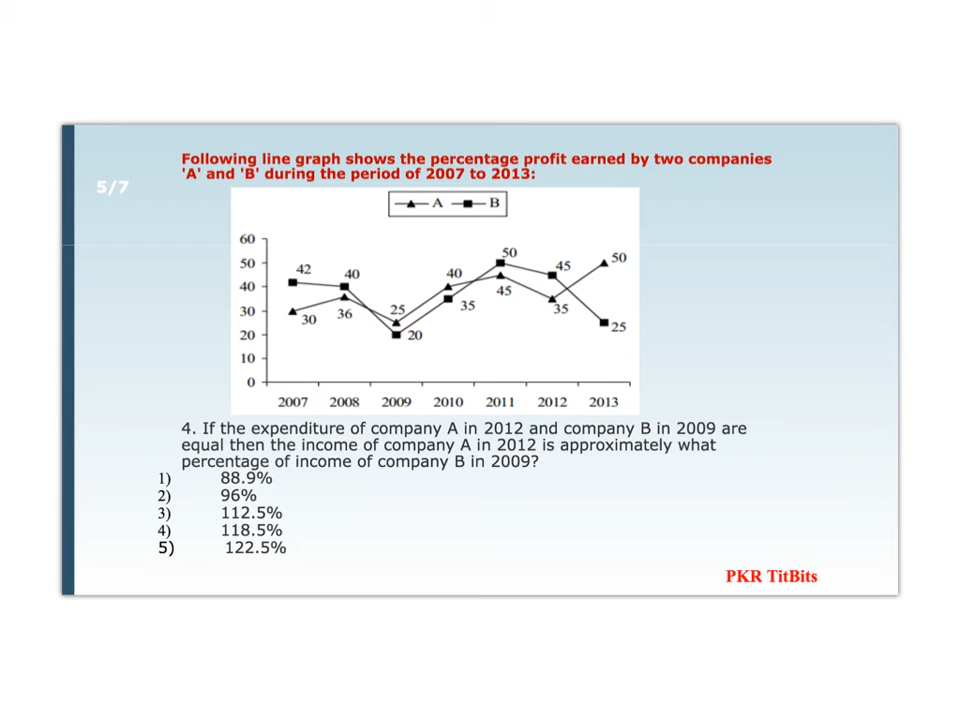 Following line graph shows the percentage profit earned by two companies
'A' and 'B' during the period of 2007 to 2013:
5/7
A B
60
50
40
30
20
10
0
42 40 25 40 50 45 50
30 36 20 35 45 35 25
2007 2008 2009 2010 2011 2012 2013
4. If the expenditure of company A in 2012 and company B in 2009 are
equal then the income of company A in 2012 is approximately what
percentage of income of company B in 2009?
1) 88.9%
2) 96%
3) 112.5%
4) 118.5%
5) 122.5%
PKR TitBits